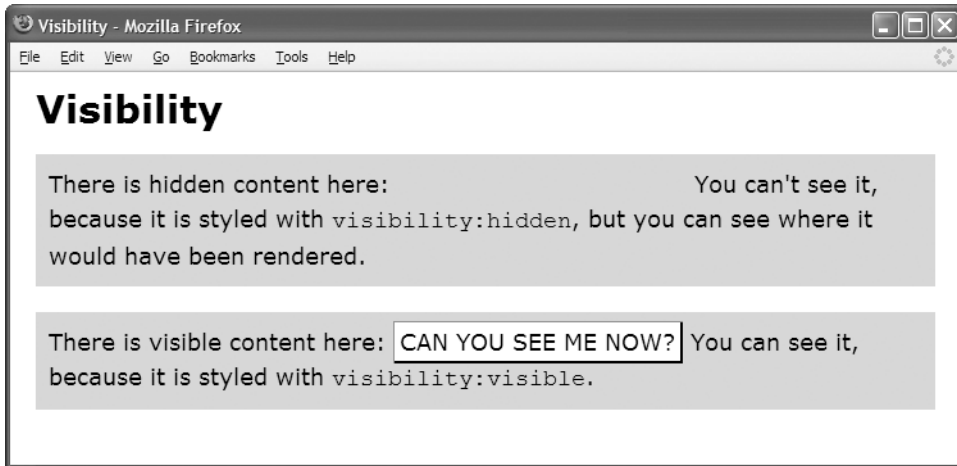 Visibility - Mozilla Firefox
File Edit View Go Bookmarks Tools Help
Visibility
There is hidden content here: You can't see it,
because it is styled with visibility:hidden, but you can see where it
would have been rendered.
There is visible content here: CAN YOU SEE ME NOW? You can see it,
because it is styled with visibility:visible.